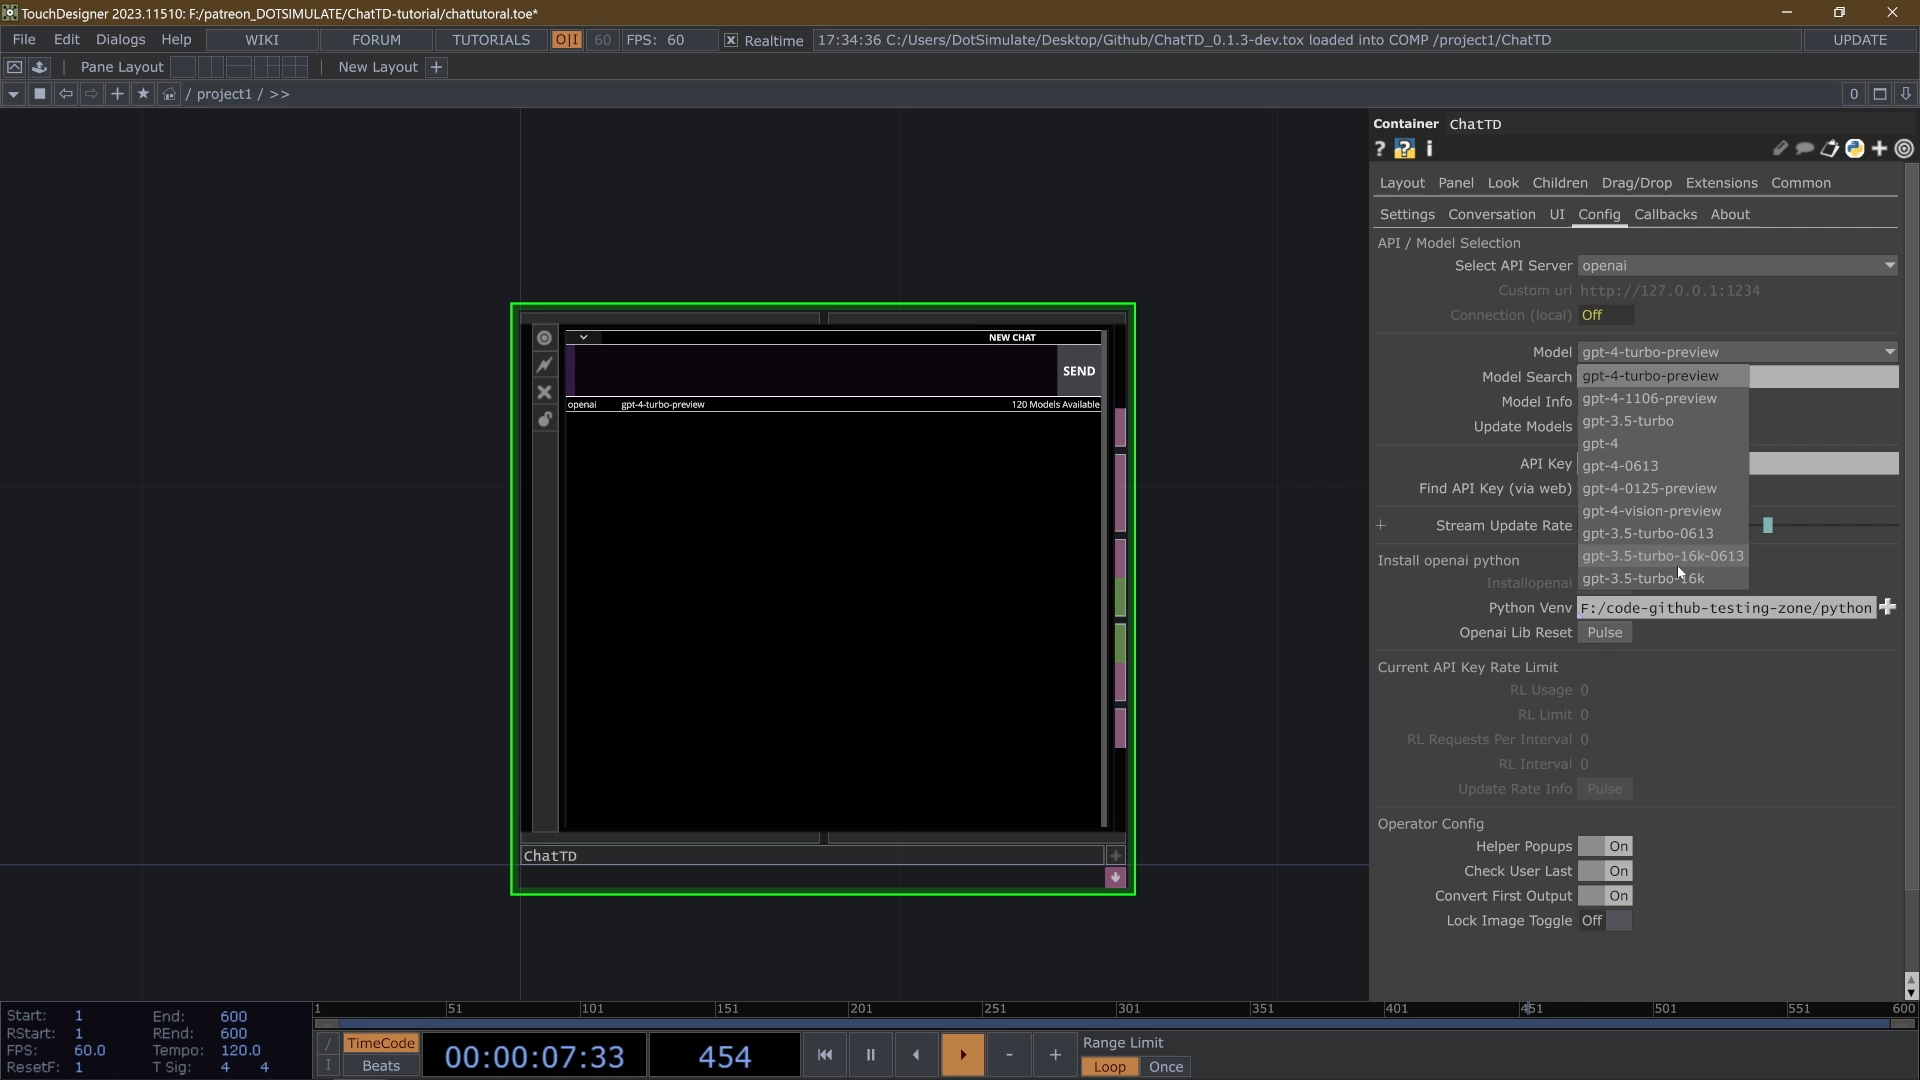 TouchDesigner 2023.11510: F:/patreon_DOTSIMULATE/ChatTD-tutorial/chattutoral.toe*
File Edit Dialogs Help WIKI FORUM TUTORIALS O|I 60 FPS: 60 Realtime 17:34:36 C:/Users/DotSimulate/Desktop/Github/ChatTD_0.1.3-dev.tox loaded into COMP /project1/ChatTD UPDATE
Pane Layout New Layout +
/ project1 / >> 0
Container ChatTD
? ? i
Layout Panel Look Children Drag/Drop Extensions Common
Settings Conversation UI Config Callbacks About
API / Model Selection
Select API Server openai
Custom url http://127.0.0.1:1234
Connection (local) Off
Model gpt-4-turbo-preview
Model Search gpt-4-turbo-preview
Model Info gpt-4-1106-preview
Update Models gpt-3.5-turbo
gpt-4
API Key gpt-4-0613
Find API Key (via web) gpt-4-0125-preview
gpt-4-vision-preview
+ Stream Update Rate gpt-3.5-turbo-0613
Install openai python gpt-3.5-turbo-16k-0613
Installopenai gpt-3.5-turbo-16k
Python Venv F:/code-github-testing-zone/python
Openai Lib Reset Pulse
Current API Key Rate Limit
RL Usage 0
RL Limit 0
RL Requests Per Interval 0
RL Interval 0
Update Rate Info Pulse
Operator Config
Helper Popups On
Check User Last On
Convert First Output On
Lock Image Toggle Off
NEW CHAT
SEND
openai gpt-4-turbo-preview 120 Models Available
ChatTD
1 51 101 151 201 251 301 351 401 451 501 551 600
Start: 1 End: 600
RStart: 1 REnd: 600
FPS: 60.0 Tempo: 120.0
ResetF: 1 T Sig: 4 4
/ TimeCode
I Beats
00:00:07:33 454
- +
Range Limit
Loop Once